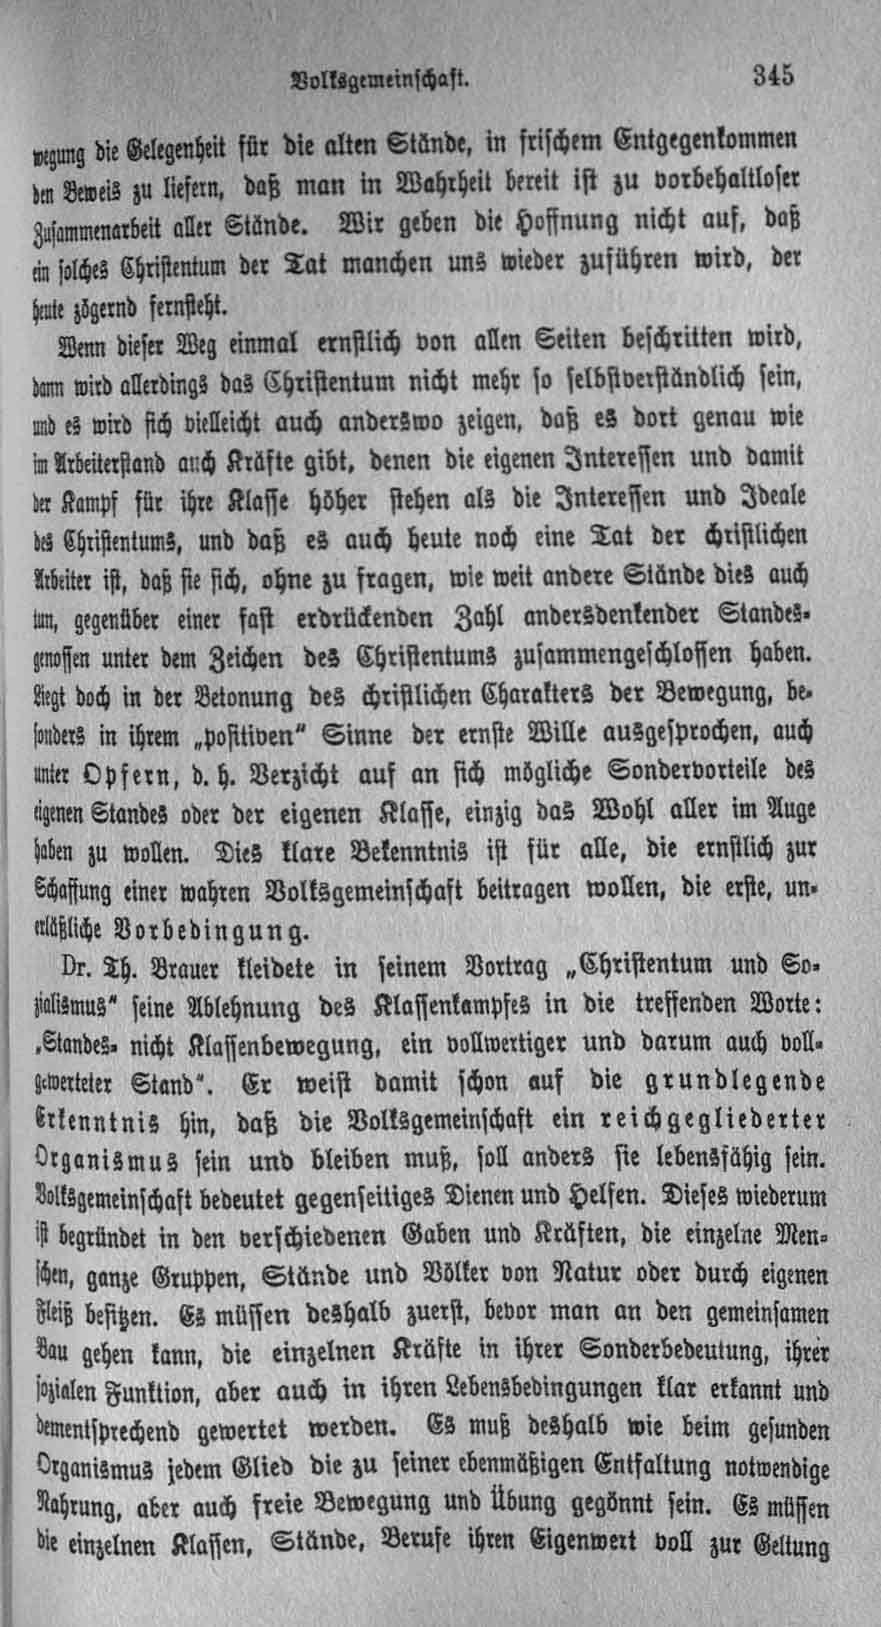 Volksgemeinschaft. 345
wegung die Gelegenheit für die alten Stände, in frischem Entgegenkommen
den Beweis zu liefern, daß man in Wahrheit bereit ist zu vorbehaltloser
Zusammenarbeit aller Stände. Wir geben die Hoffnung nicht auf, daß
ein solches Christentum der Tat manchen uns wieder zuführen wird, der
heute zögernd fernsteht.
Wenn dieser Weg einmal ernstlich von allen Seiten beschritten wird,
dann wird allerdings das Christentum nicht mehr so selbstverständlich sein,
und es wird sich vielleicht auch anderswo zeigen, daß es dort genau wie
im Arbeiterstand auch Kräfte gibt, denen die eigenen Interessen und damit
der Kampf für ihre Klasse höher stehen als die Interessen und Ideale
des Christentums, und daß es auch heute noch eine Tat der christlichen
Arbeiter ist, daß sie sich, ohne zu fragen, wie weit andere Stände dies auch
tun, gegenüber einer fast erdrückenden Zahl andersdenkender Standes-
genossen unter dem Zeichen des Christentums zusammengeschlossen haben.
Liegt doch in der Betonung des christlichen Charakters der Bewegung, be-
sonders in ihrem „positiven“ Sinne der ernste Wille ausgesprochen, auch
unter Opfern, d. h. Verzicht auf an sich mögliche Sondervorteile des
eigenen Standes oder der eigenen Klasse, einzig das Wohl aller im Auge
haben zu wollen. Dies klare Bekenntnis ist für alle, die ernstlich zur
Schaffung einer wahren Volksgemeinschaft beitragen wollen, die erste, un-
erläßliche Vorbedingung.
Dr. Th. Brauer kleidete in seinem Vortrag „Christentum und So-
zialismus“ seine Ablehnung des Klassenkampfes in die treffenden Worte:
„Standes- nicht Klassenbewegung, ein vollwertiger und darum auch voll-
gewerteter Stand“. Er weist damit schon auf die grundlegende
Erkenntnis hin, daß die Volksgemeinschaft ein reichgegliederter
Organismus sein und bleiben muß, soll anders sie lebensfähig sein.
Volksgemeinschaft bedeutet gegenseitiges Dienen und Helfen. Dieses wiederum
ist begründet in den verschiedenen Gaben und Kräften, die einzelne Men-
schen, ganze Gruppen, Stände und Völker von Natur oder durch eigenen
Fleiß besitzen. Es müssen deshalb zuerst, bevor man an den gemeinsamen
Bau gehen kann, die einzelnen Kräfte in ihrer Sonderbedeutung, ihrer
sozialen Funktion, aber auch in ihren Lebensbedingungen klar erkannt und
dementsprechend gewertet werden. Es muß deshalb wie beim gesunden
Organismus jedem Glied die zu seiner ebenmäßigen Entfaltung notwendige
Nahrung, aber auch freie Bewegung und Übung gegönnt sein. Es müssen
die einzelnen Klassen, Stände, Berufe ihren Eigenwert voll zur Geltung